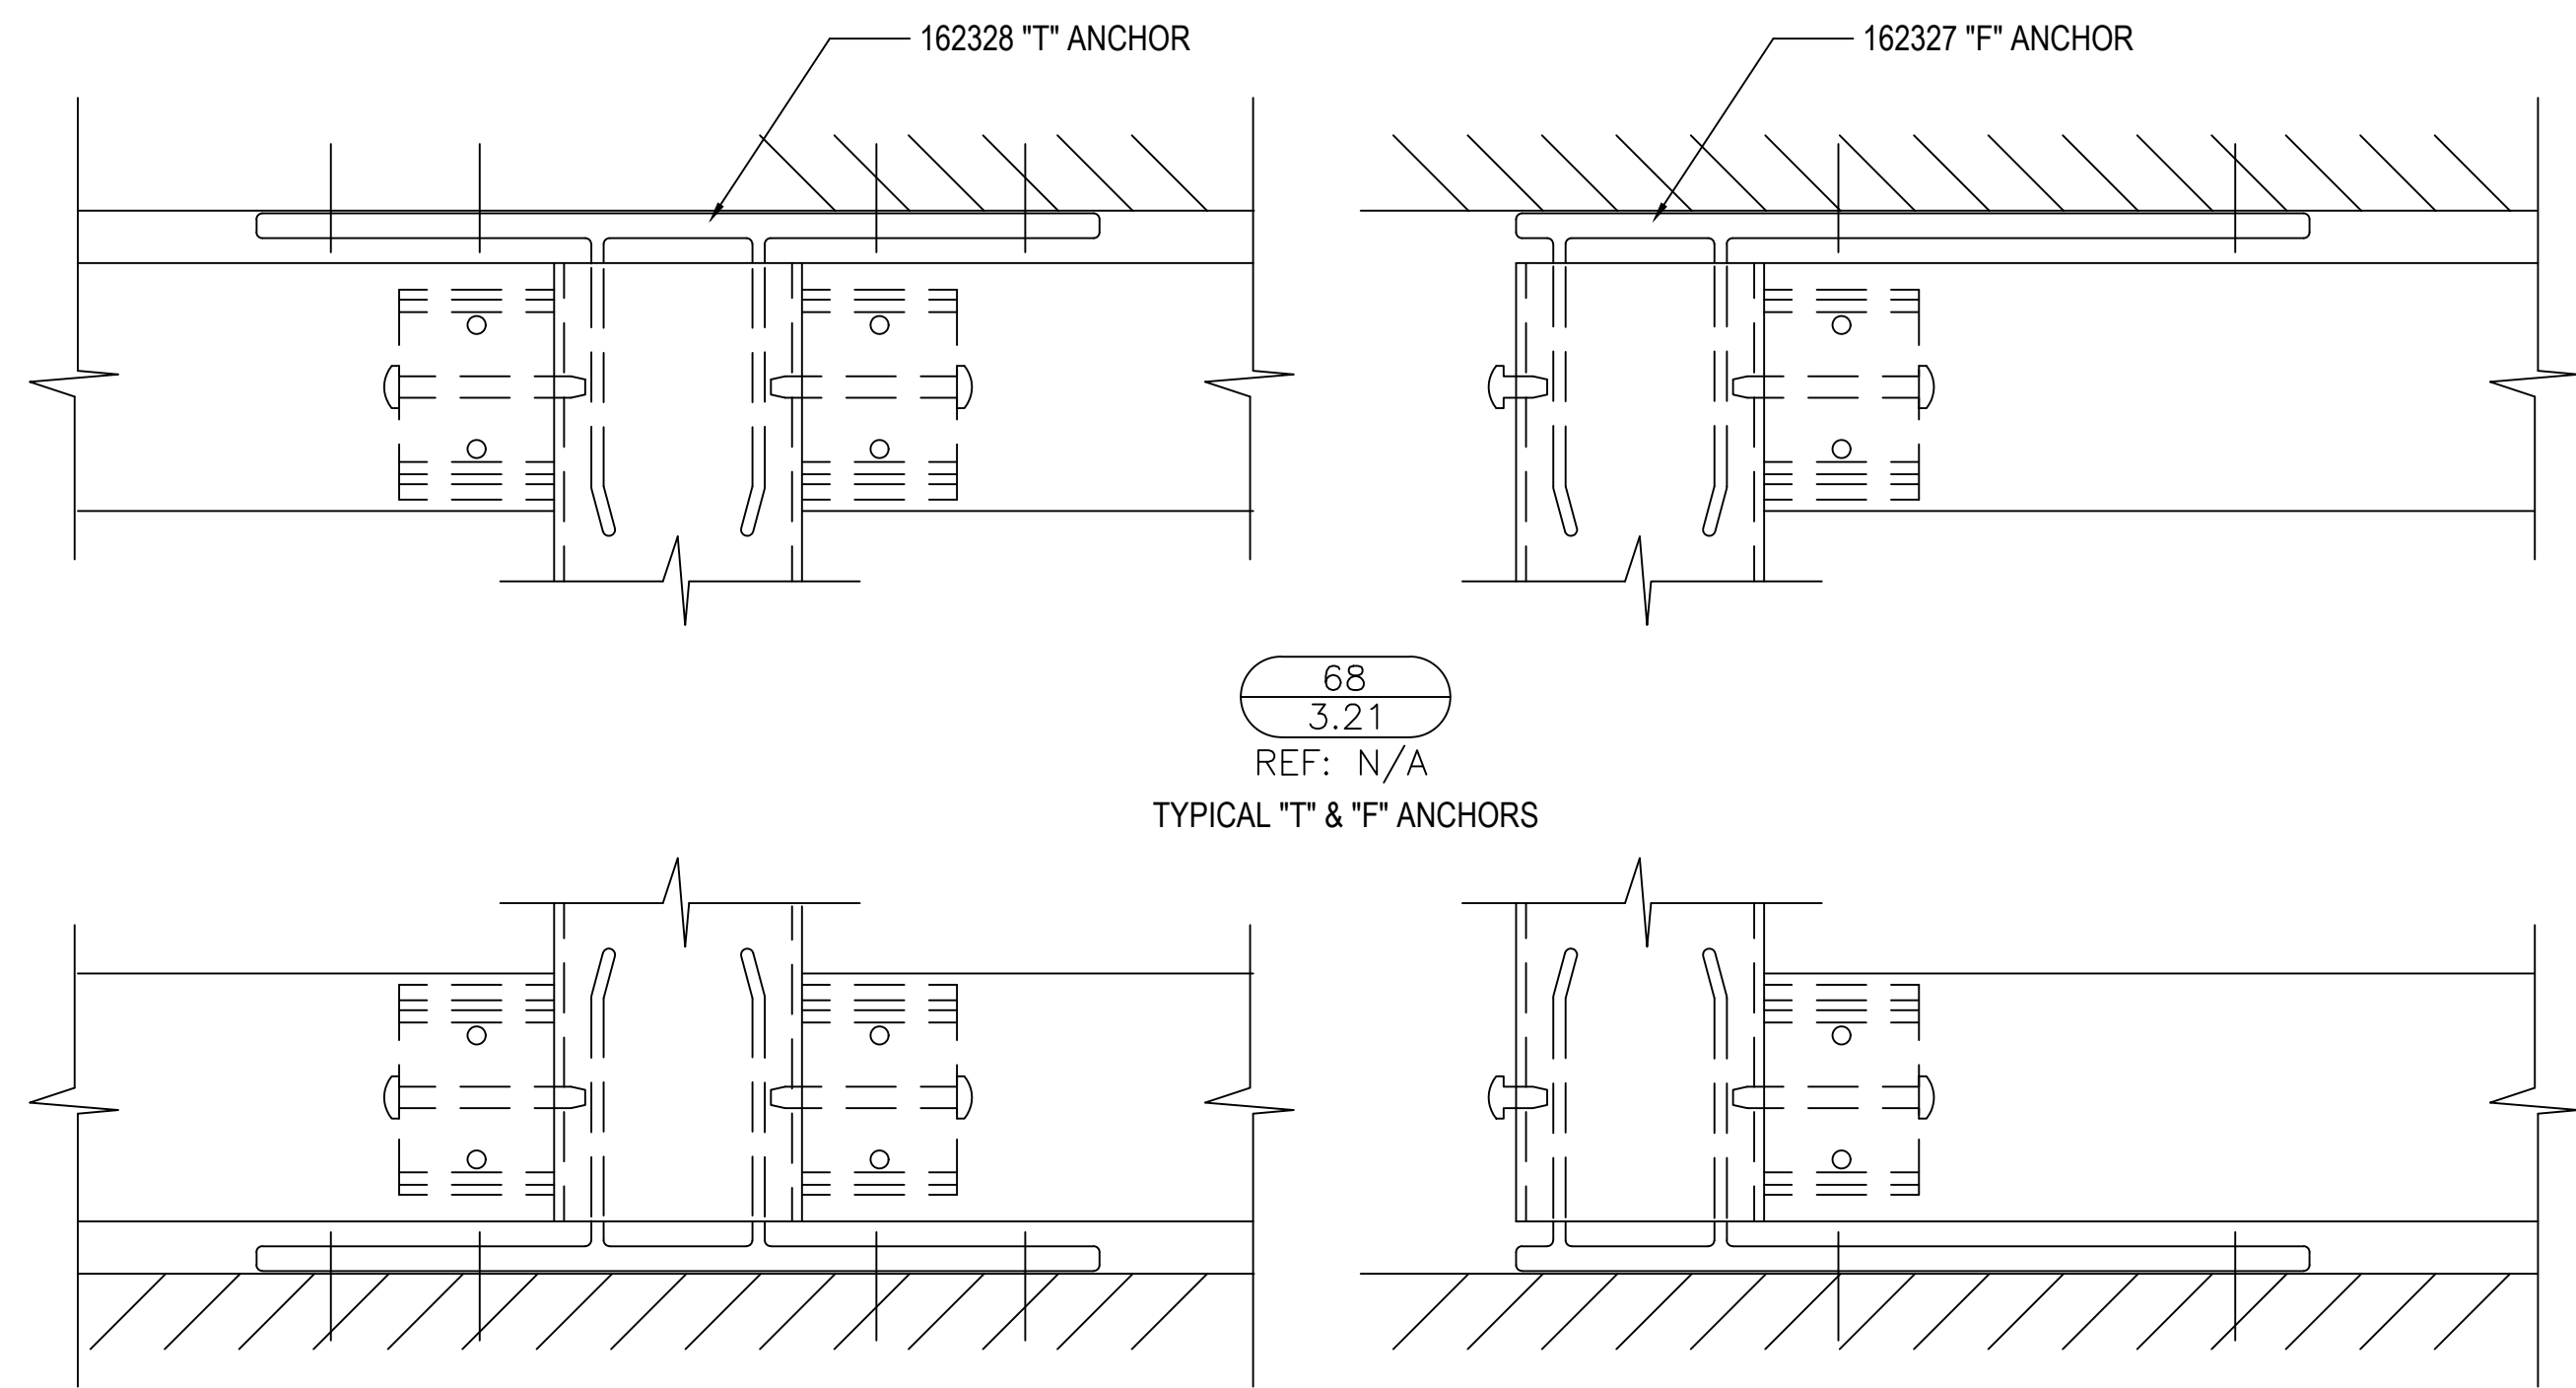 162328 "T" ANCHOR
162327 "F" ANCHOR
68
3.21
REF: N/A
TYPICAL "T" & "F" ANCHORS